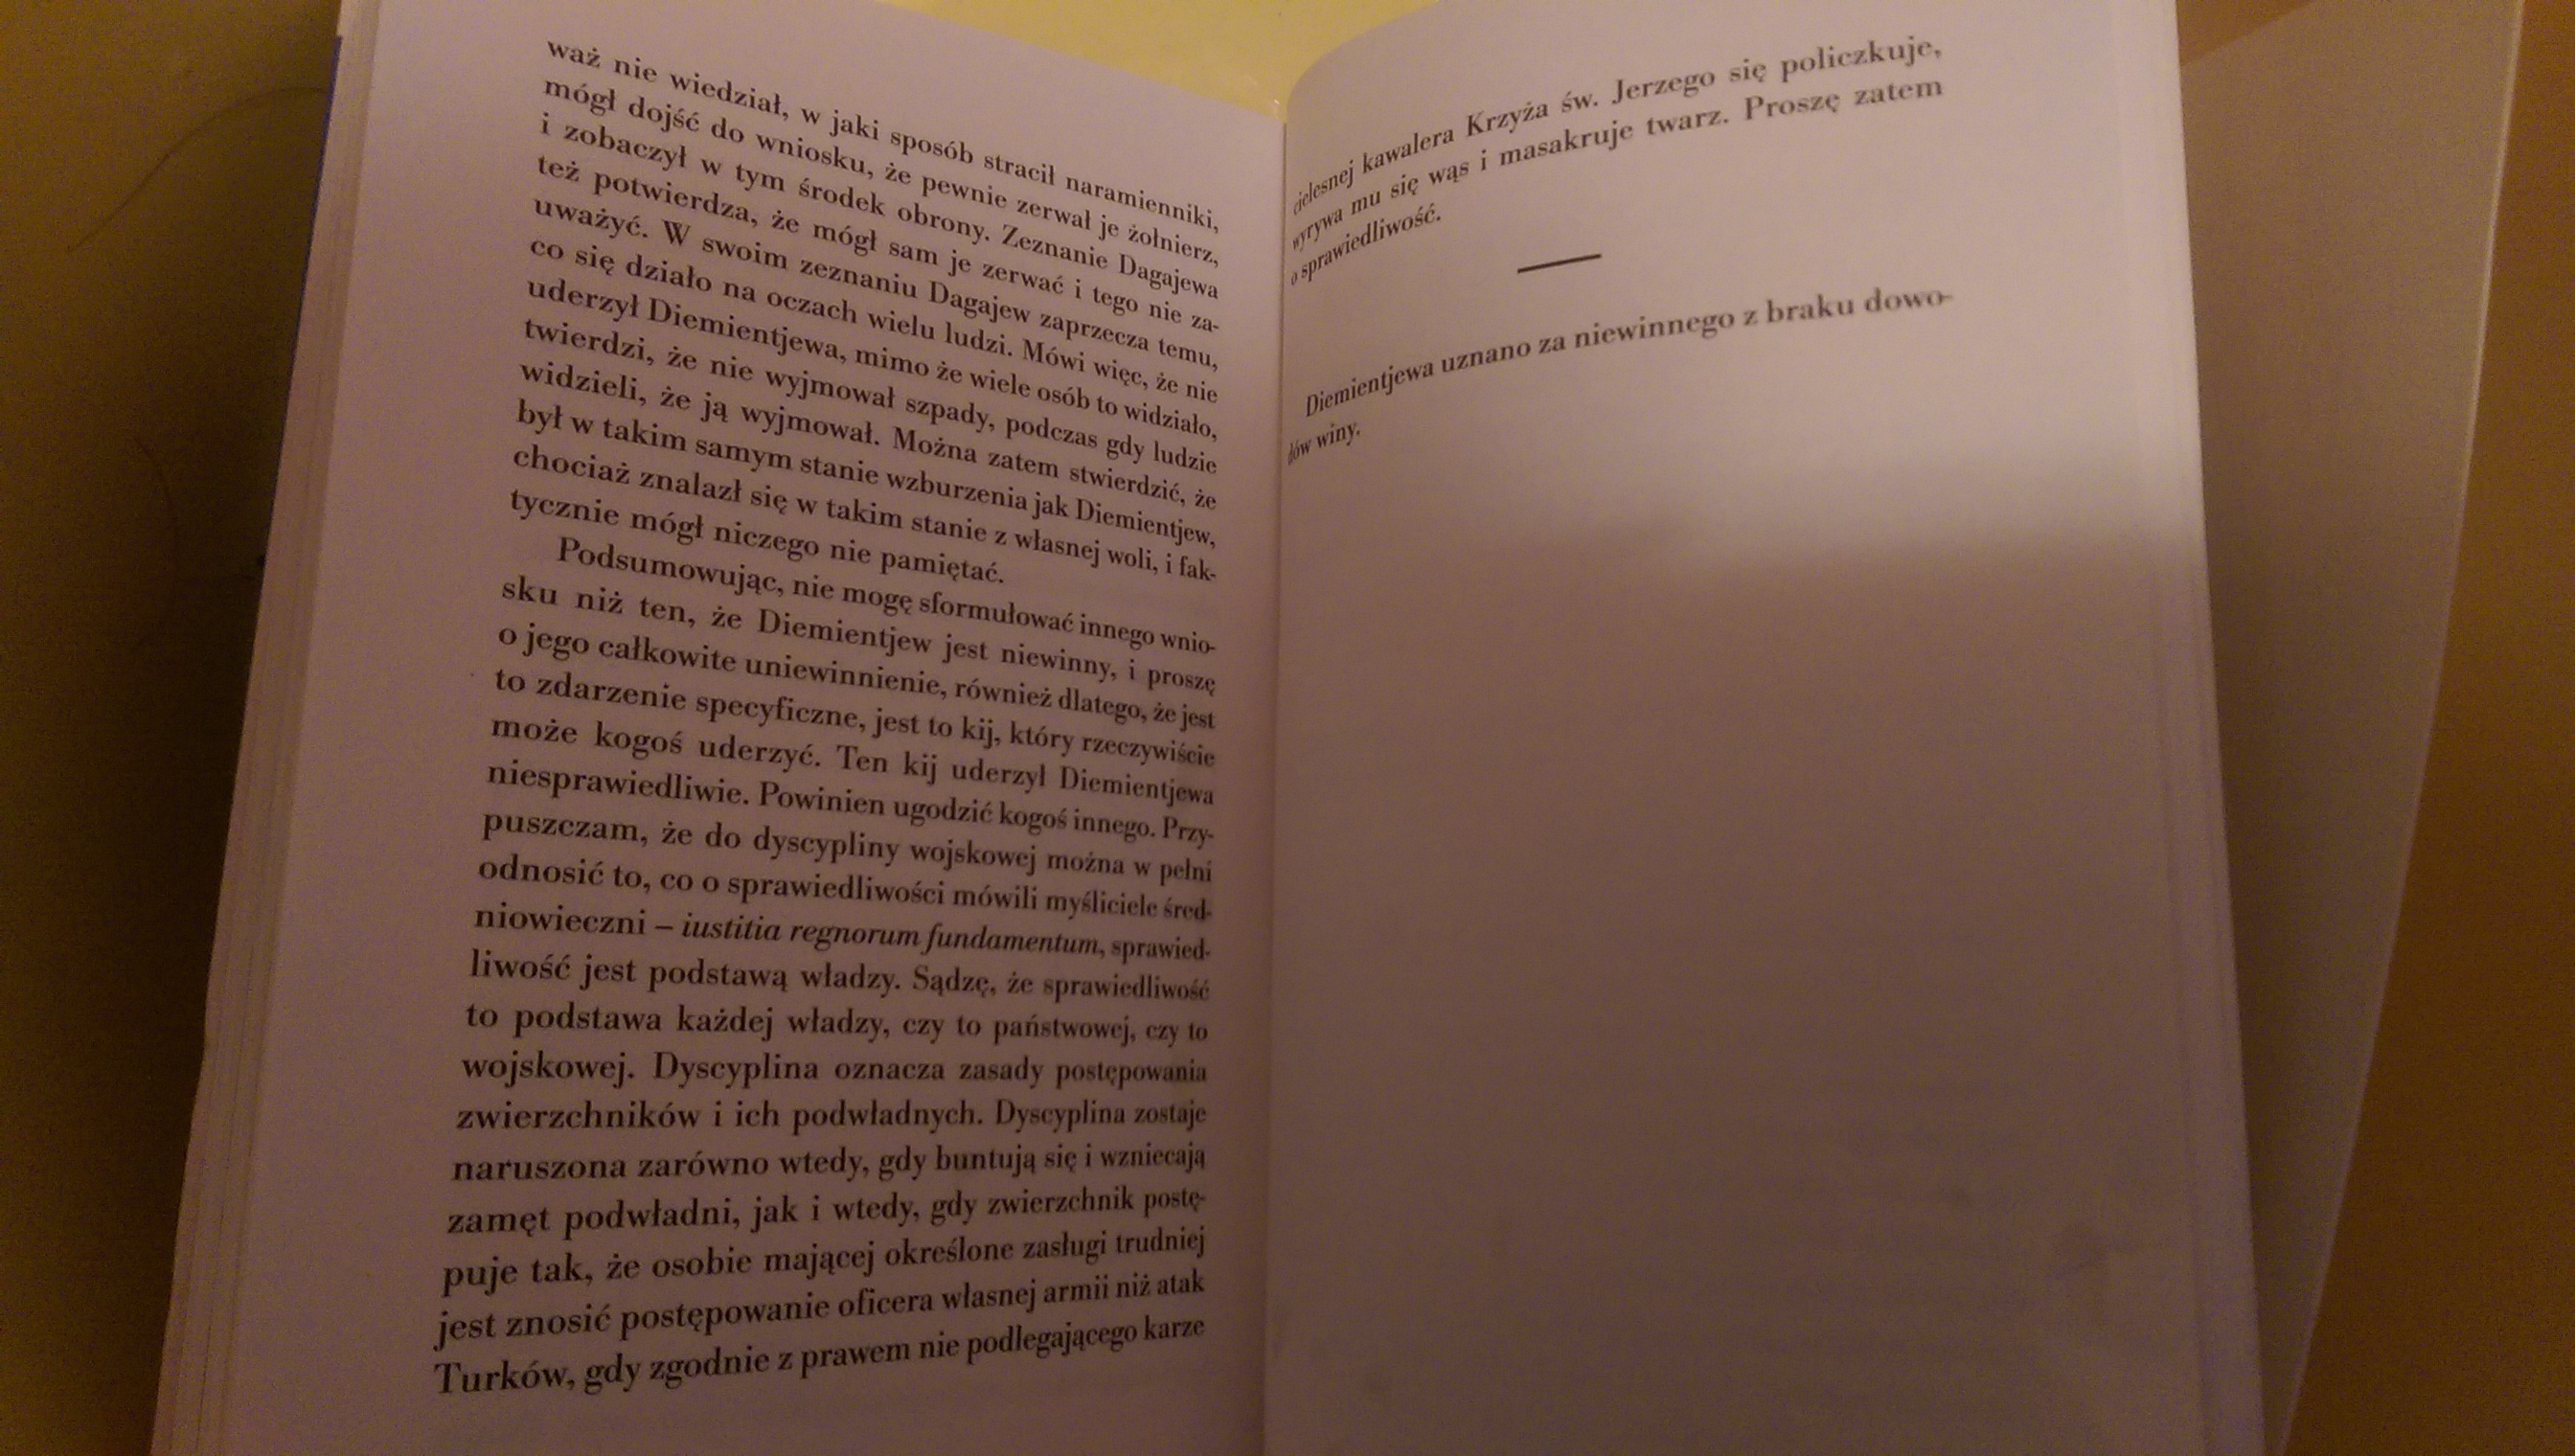 waż nie wiedział, w jaki sposób stracił naramienniki,
mógł dojść do wniosku, że pewnie zerwał je żołnierz,
i zobaczył w tym środek obrony. Zeznanie Dagajewa
też potwierdza, że mógł sam je zerwać i tego nie za-
uważyć. W swoim zeznaniu Dagajew zaprzecza temu,
co się działo na oczach wielu ludzi. Mówi więc, że nie
uderzył Diemientjewa, mimo że wiele osób to widziało,
twierdzi, że nie wyjmował szpady, podczas gdy ludzie
widzieli, że ją wyjmował. Można zatem stwierdzić, że
był w takim samym stanie wzburzenia jak Diemientjew,
chociaż znalazł się w takim stanie z własnej woli, i fak-
tycznie mógł niczego nie pamiętać.
Podsumowując, nie mogę sformułować innego wnio-
sku niż ten, że Diemientjew jest niewinny, i proszę
o jego całkowite uniewinnienie, również dlatego, że jest
to zdarzenie specyficzne, jest to kij, który rzeczywiście
może kogoś uderzyć. Ten kij uderzył Diemientjewa
niesprawiedliwie. Powinien ugodzić kogoś innego. Przy-
puszczam, że do dyscypliny wojskowej można w pełni
odnosić to, co o sprawiedliwości mówili myśliciele śred-
niowieczni – iustitia regnorum fundamentum, sprawied-
liwość jest podstawą władzy. Sądzę, że sprawiedliwość
to podstawa każdej władzy, czy to państwowej, czy to
wojskowej. Dyscyplina oznacza zasady postępowania
zwierzchników i ich podwładnych. Dyscyplina zostaje
naruszona zarówno wtedy, gdy buntują się i wzniecają
zamęt podwładni, jak i wtedy, gdy zwierzchnik postę-
puje tak, że osobie mającej określone zasługi trudniej
jest znosić postępowanie oficera własnej armii niż atak
Turków, gdy zgodnie z prawem nie podlegającego karze
cielesnej kawalera Krzyża św. Jerzego się policzkuje,
wyrywa mu się wąs i masakruje twarz. Proszę zatem
o sprawiedliwość.
Diemientjewa uznano za niewinnego z braku dowo-
dów winy.